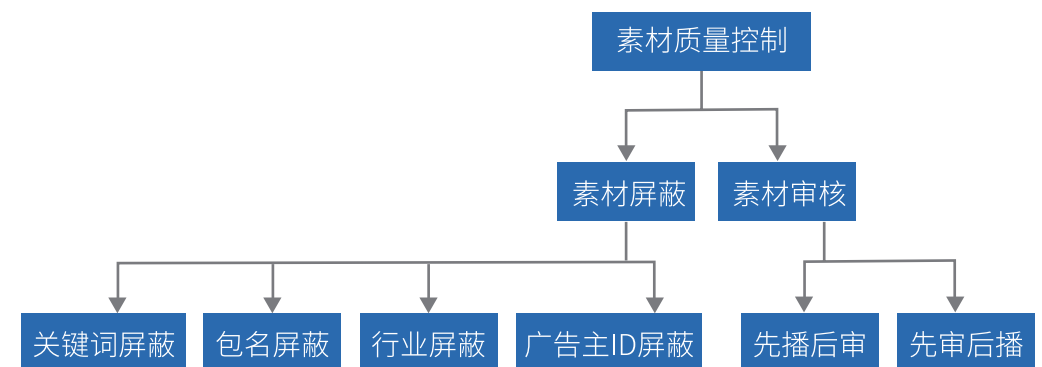 素材质量控制
素材屏蔽
素材审核
关键词屏蔽
包名屏蔽
行业屏蔽
广告主ID屏蔽
先播后审
先审后播